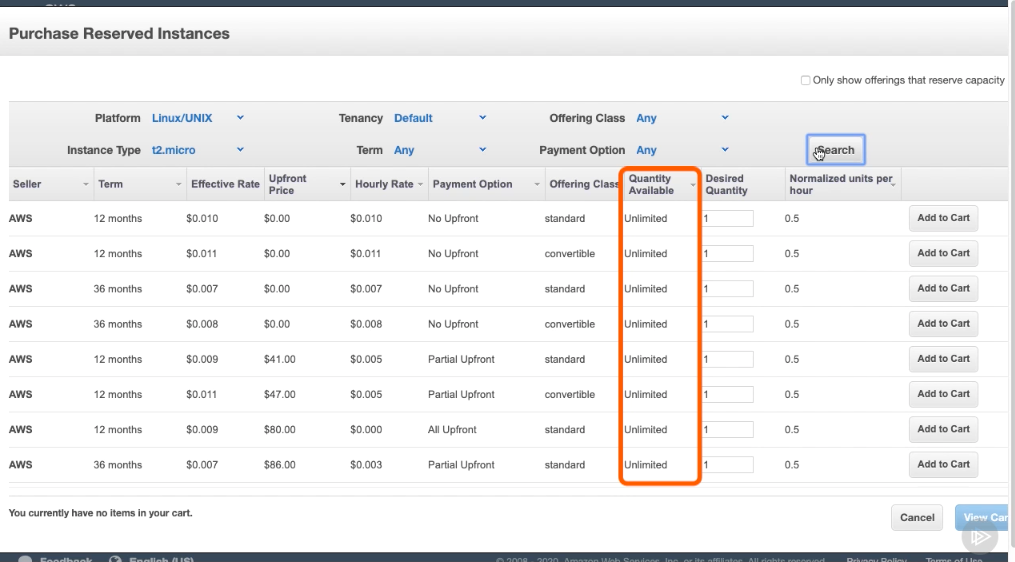 Purchase Reserved Instances
Only show offerings that reserve capacity
Platform Linux/UNIX Tenancy Default Offering Class Any
Instance Type t2.micro Term Any Payment Option Any Search
Seller Term Effective Rate Upfront Price Hourly Rate Payment Option Offering Class Quantity Available Desired Quantity Normalized units per hour
AWS 12 months $0.010 $0.00 $0.010 No Upfront standard Unlimited 1 0.5 Add to Cart
AWS 12 months $0.011 $0.00 $0.011 No Upfront convertible Unlimited 1 0.5 Add to Cart
AWS 36 months $0.007 $0.00 $0.007 No Upfront standard Unlimited 1 0.5 Add to Cart
AWS 36 months $0.008 $0.00 $0.008 No Upfront convertible Unlimited 1 0.5 Add to Cart
AWS 12 months $0.009 $41.00 $0.005 Partial Upfront standard Unlimited 1 0.5 Add to Cart
AWS 12 months $0.011 $47.00 $0.005 Partial Upfront convertible Unlimited 1 0.5 Add to Cart
AWS 12 months $0.009 $80.00 $0.000 All Upfront standard Unlimited 1 0.5 Add to Cart
AWS 36 months $0.007 $86.00 $0.003 Partial Upfront standard Unlimited 1 0.5 Add to Cart
You currently have no items in your cart.
Cancel View Car
Feedback English (US) © 2008 - 2020, Amazon Web Services, Inc. or its affiliates. All rights reserved. Privacy Policy Terms of Use